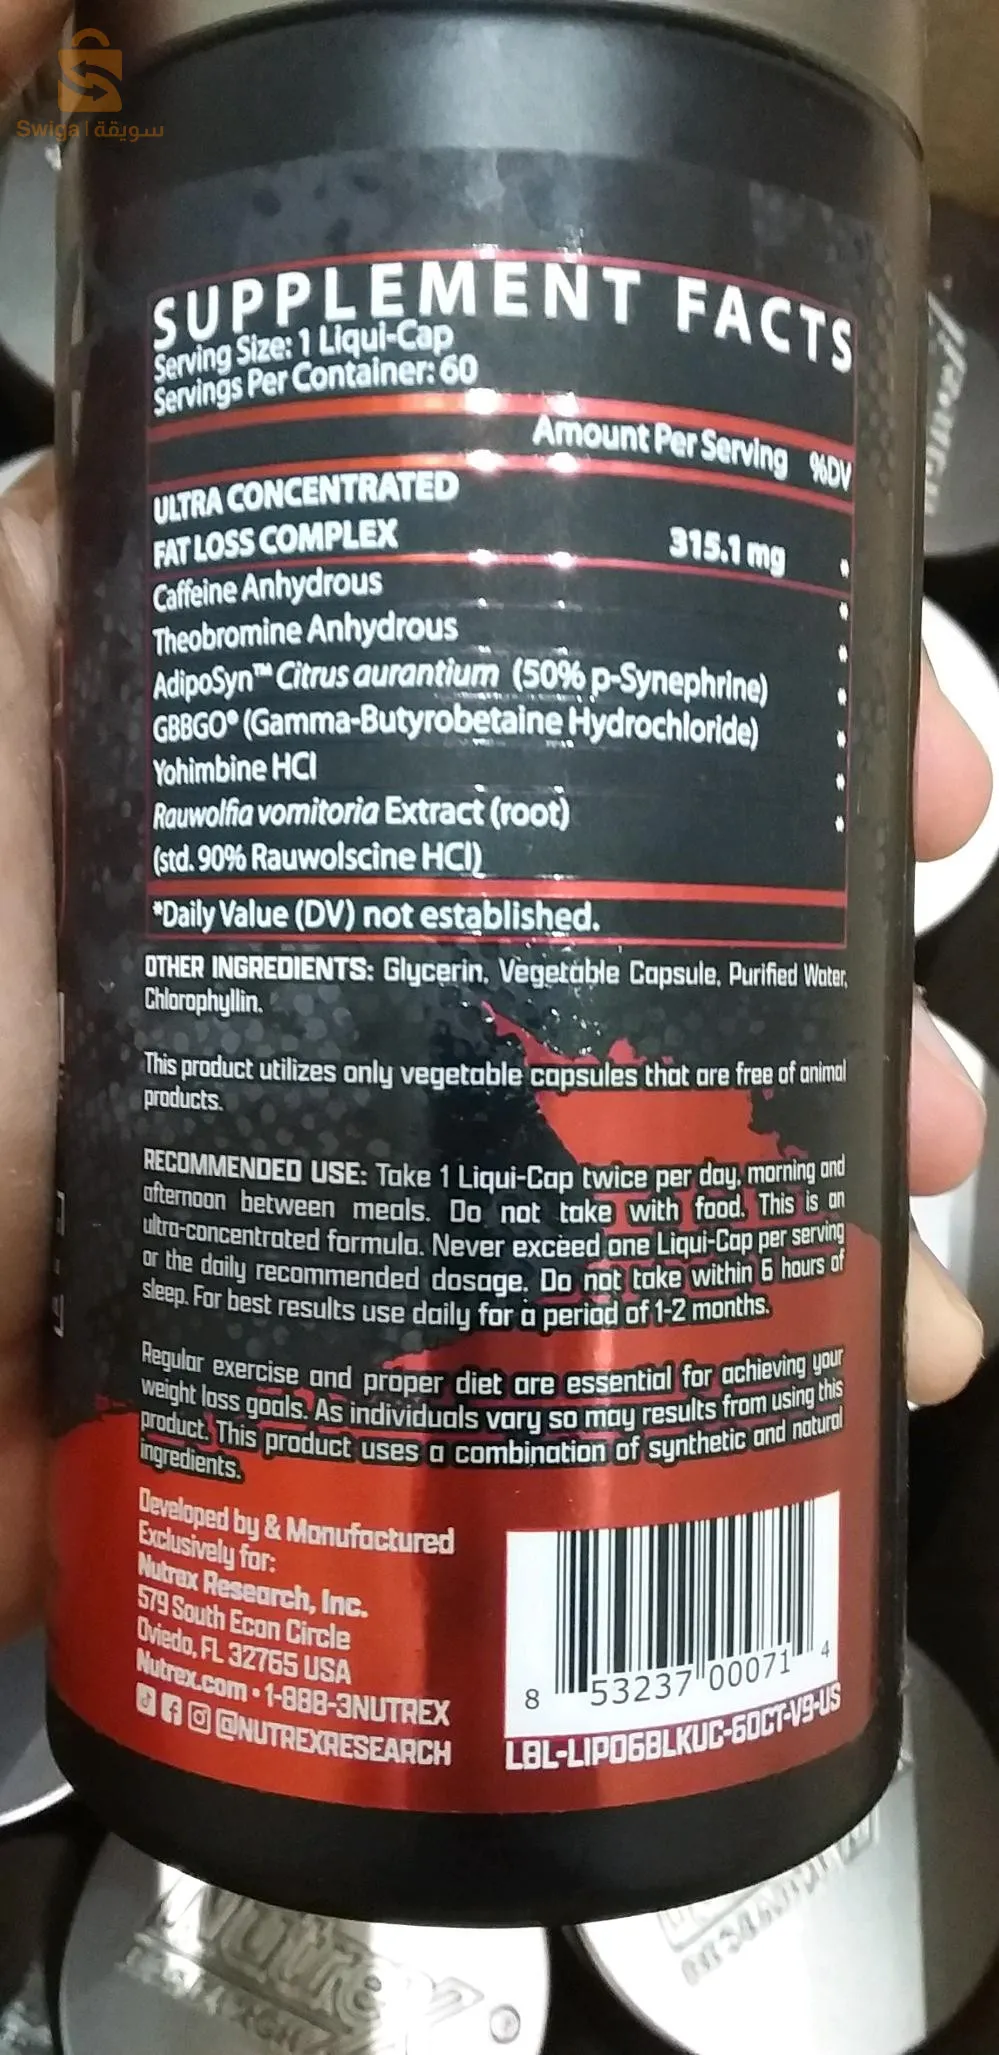 Swiqa | سويقة
SUPPLEMENT FACTS
Serving Size: 1 Liqui-Cap
Servings Per Container: 60
Amount Per Serving %DV
ULTRA CONCENTRATED
FAT LOSS COMPLEX 315.1 mg *
Caffeine Anhydrous *
Theobromine Anhydrous *
AdipoSyn™ Citrus aurantium (50% p-Synephrine) *
GBBGO® (Gamma-Butyrobetaine Hydrochloride) *
Yohimbine HCl *
Rauwolfia vomitoria Extract (root) *
(std. 90% Rauwolscine HCl)
*Daily Value (DV) not established.
OTHER INGREDIENTS: Glycerin, Vegetable Capsule, Purified Water,
Chlorophyllin.
This product utilizes only vegetable capsules that are free of animal
products.
RECOMMENDED USE: Take 1 Liqui-Cap twice per day, morning and
afternoon between meals. Do not take with food. This is an
ultra-concentrated formula. Never exceed one Liqui-Cap per serving
or the daily recommended dosage. Do not take within 6 hours of
sleep. For best results use daily for a period of 1-2 months.
Regular exercise and proper diet are essential for achieving your
weight loss goals. As individuals vary so may results from using this
product. This product uses a combination of synthetic and natural
ingredients.
Developed by & Manufactured
Exclusively for:
Nutrex Research, Inc.
579 South Econ Circle
Oviedo, FL 32765 USA
Nutrex.com • 1-888-3NUTREX
@NUTREXRESEARCH
8 53237 00071 4
LBL-LIPO6BLKUC-60CT-V9-US
Nutrex
RESEARCH